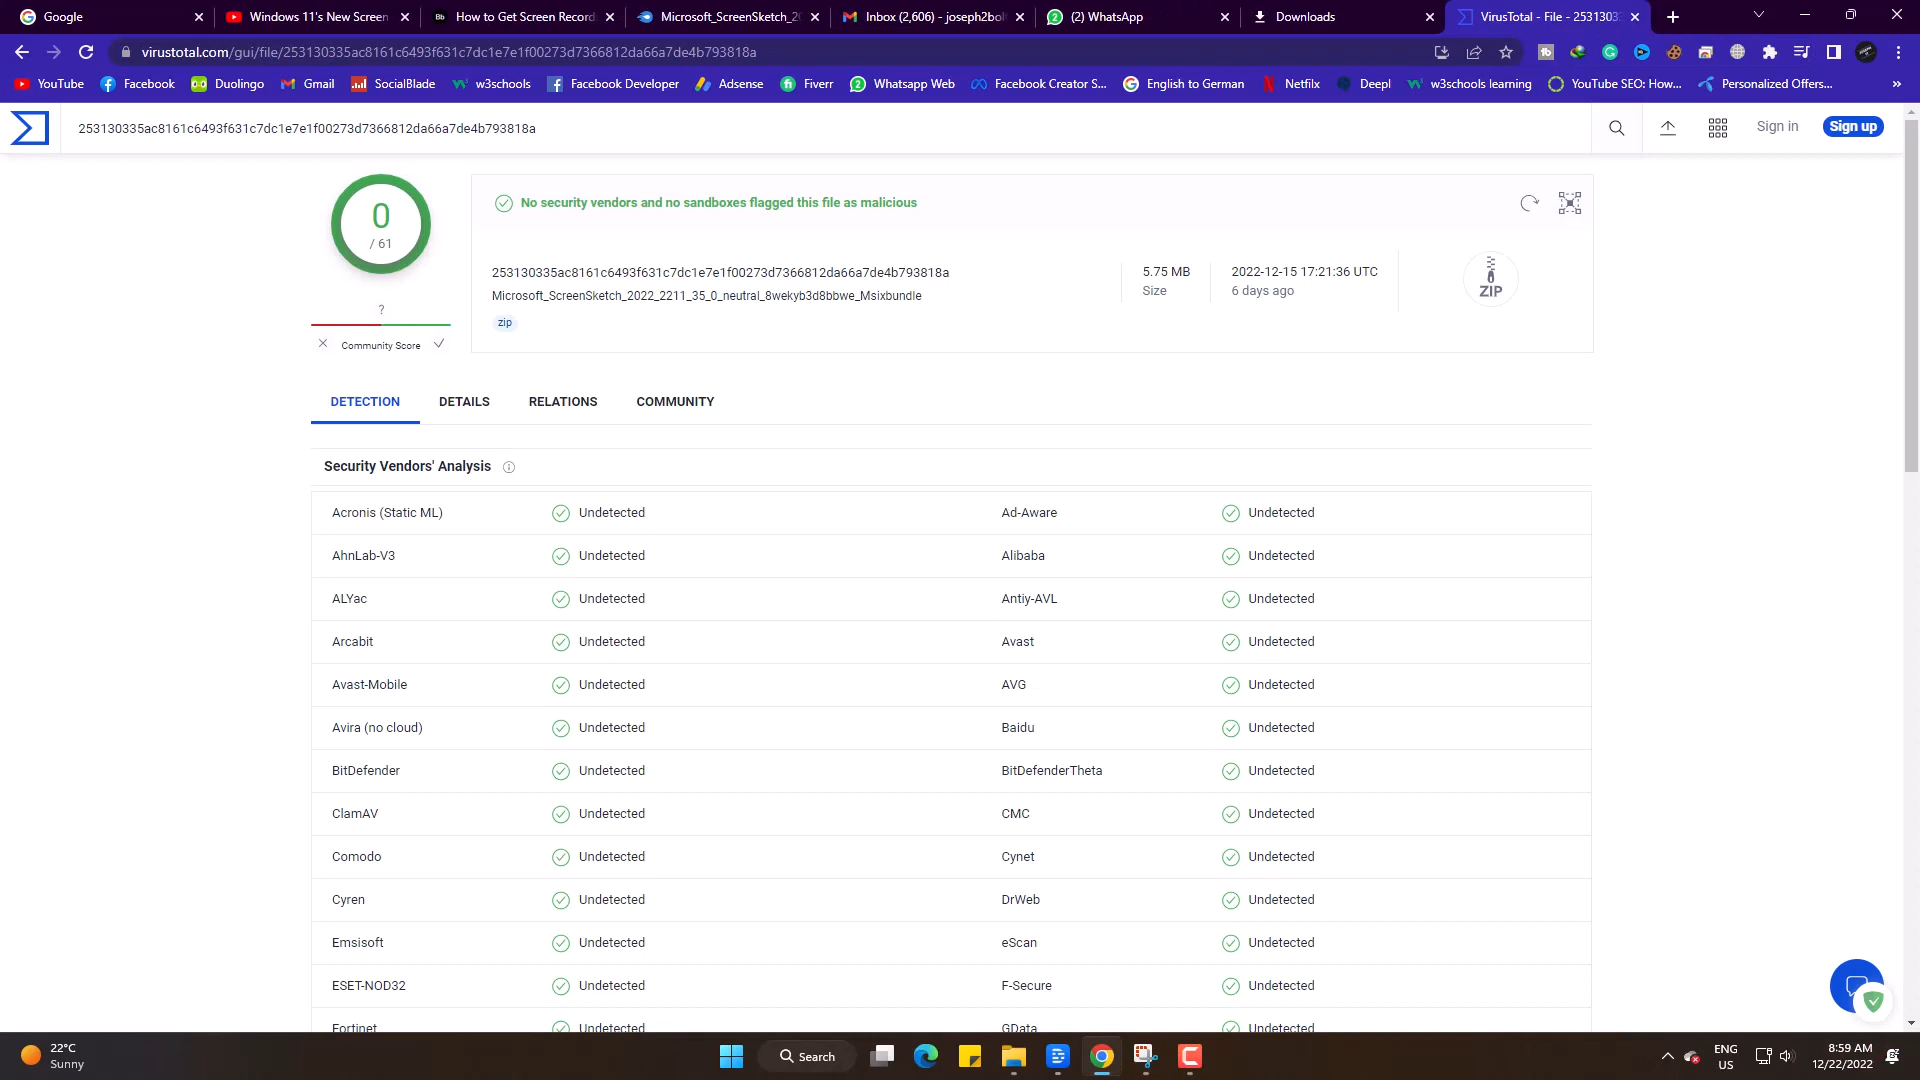 Google
Windows 11's New Screen
How to Get Screen Record
Microsoft_ScreenSketch_20
Inbox (2,606) - joseph2bol
(2) WhatsApp
Downloads
VirusTotal - File - 253130
virustotal.com/gui/file/253130335ac8161c6493f631c7dc1e7e1f00273d7366812da66a7de4b793818a
YouTube
Facebook
Duolingo
Gmail
SocialBlade
w3schools
Facebook Developer
Adsense
Fiverr
Whatsapp Web
Facebook Creator S...
English to German
Netfilx
Deepl
w3schools learning
YouTube SEO: How...
Personalized Offers...
253130335ac8161c6493f631c7dc1e7e1f00273d7366812da66a7de4b793818a
Sign in
Sign up
0
/ 61
?
Community Score
No security vendors and no sandboxes flagged this file as malicious
253130335ac8161c6493f631c7dc1e7e1f00273d7366812da66a7de4b793818a
Microsoft_ScreenSketch_2022_2211_35_0_neutral_8wekyb3d8bbwe_Msixbundle
zip
5.75 MB
Size
2022-12-15 17:21:36 UTC
6 days ago
ZIP
DETECTION
DETAILS
RELATIONS
COMMUNITY
Security Vendors' Analysis
Acronis (Static ML) Undetected Ad-Aware Undetected
AhnLab-V3 Undetected Alibaba Undetected
ALYac Undetected Antiy-AVL Undetected
Arcabit Undetected Avast Undetected
Avast-Mobile Undetected AVG Undetected
Avira (no cloud) Undetected Baidu Undetected
BitDefender Undetected BitDefenderTheta Undetected
ClamAV Undetected CMC Undetected
Comodo Undetected Cynet Undetected
Cyren Undetected DrWeb Undetected
Emsisoft Undetected eScan Undetected
ESET-NOD32 Undetected F-Secure Undetected
Fortinet Undetected GData Undetected
22°C
Sunny
Search
ENG
US
8:59 AM
12/22/2022